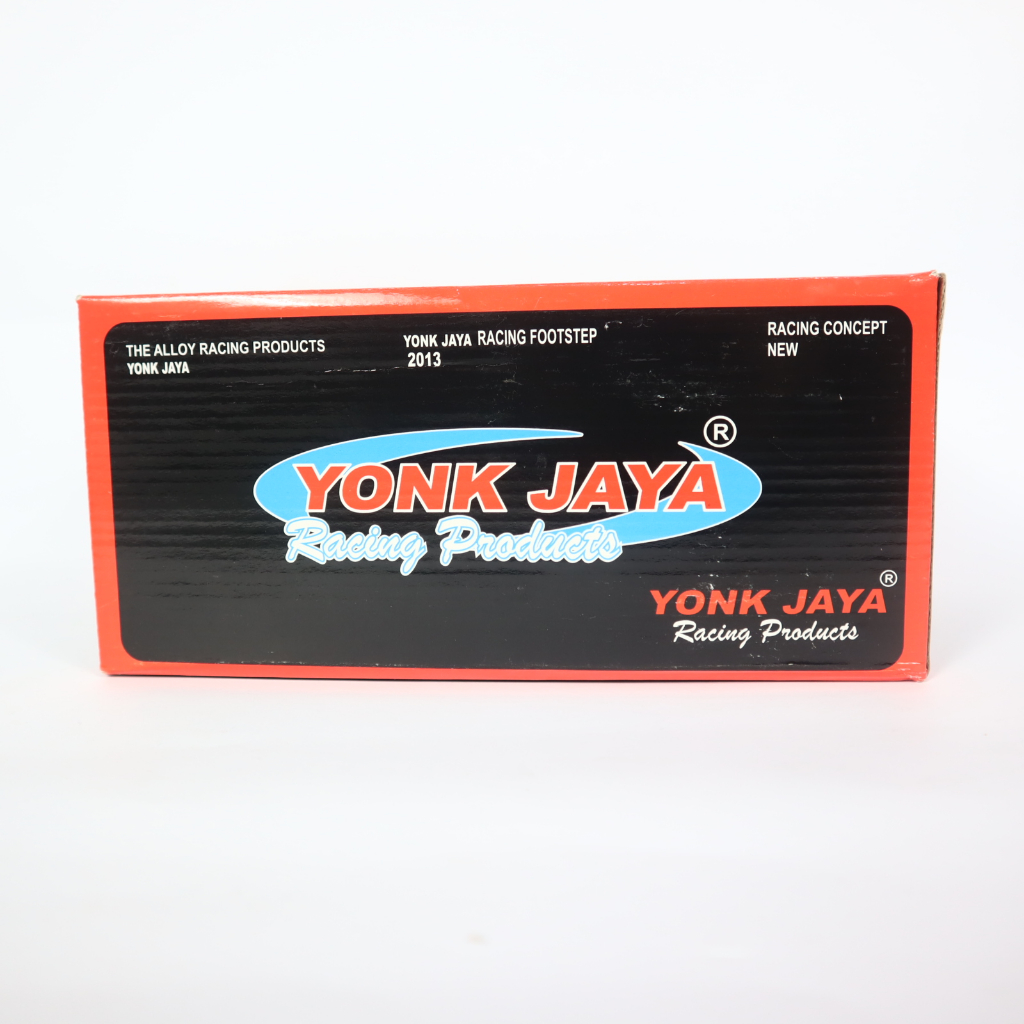 THE ALLOY RACING PRODUCTS
YONK JAYA
YONK JAYA RACING FOOTSTEP
2013
RACING CONCEPT
NEW
YONK JAYA ®
Racing Products
YONK JAYA ®
Racing Products